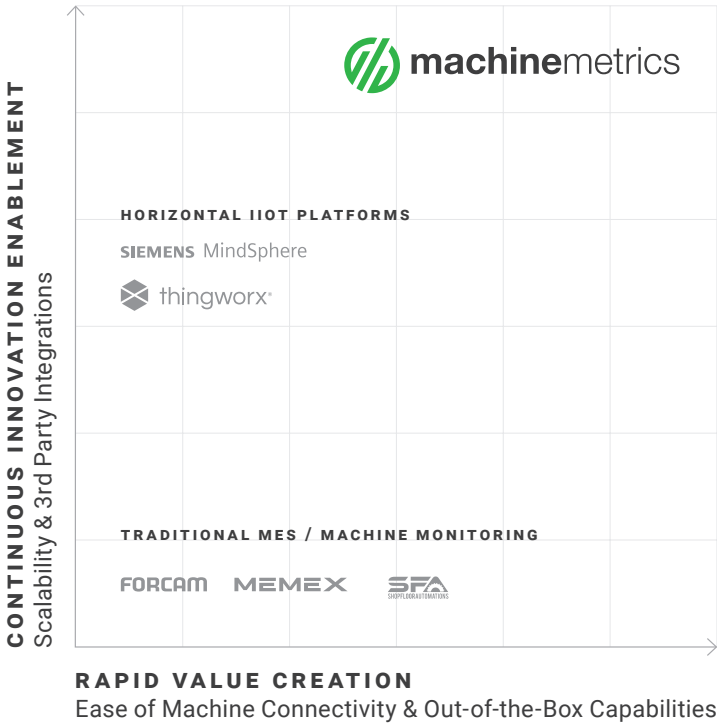 machinemetrics
CONTINUOUS INNOVATION ENABLEMENT
Scalability & 3rd Party Integrations
HORIZONTAL IIOT PLATFORMS
SIEMENS MindSphere
thingworx®
TRADITIONAL MES / MACHINE MONITORING
FORCAM MEMEX SFA
SHOPFLOORAUTOMATIONS
RAPID VALUE CREATION
Ease of Machine Connectivity & Out-of-the-Box Capabilities